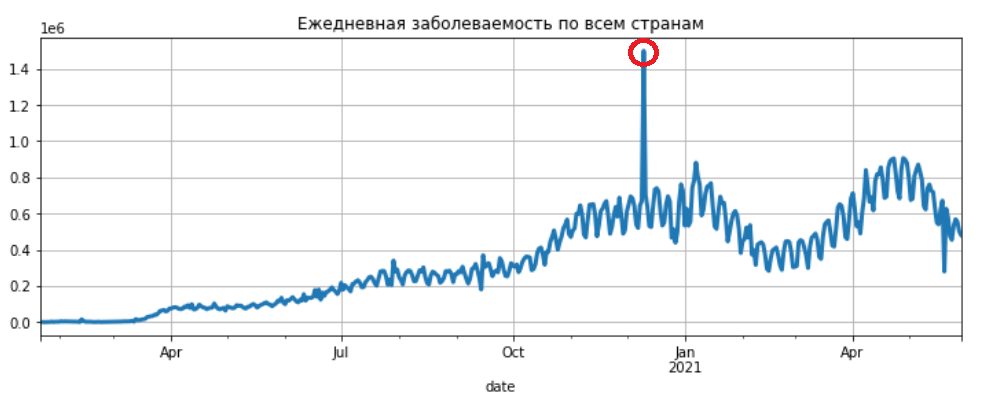 Ежедневная заболеваемость по всем странам
1e6
1.4
1.2
1.0
0.8
0.6
0.4
0.2
0.0
Apr Jul Oct Jan Apr
2021
date